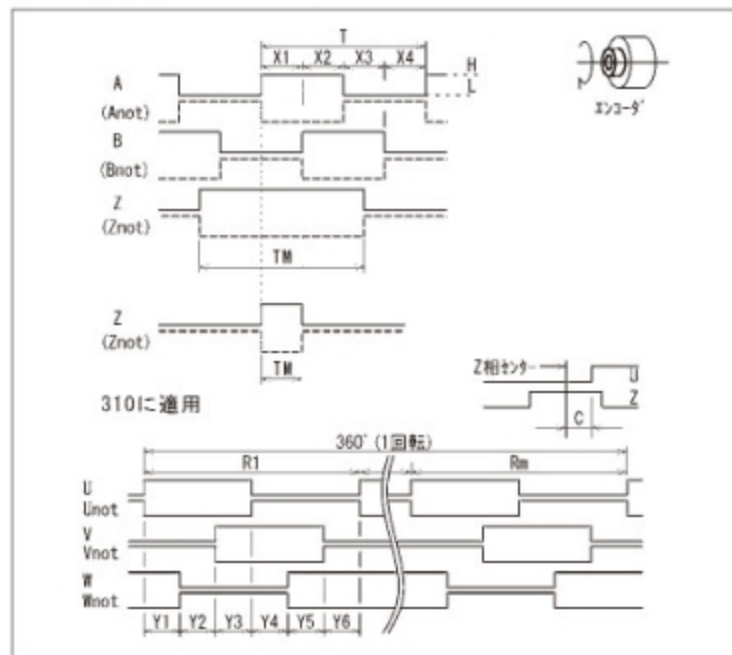 T
X1 X2 X3 X4
H
L
A
(Anot)
B
(Bnot)
Z
(Znot)
TM
エンコーダ
Z
(Znot)
TM
310に適用
Z相センター
U
Z
C
360° (1回転)
R1 Rm
U
Unot
V
Vnot
W
Wnot
Y1 Y2 Y3 Y4 Y5 Y6